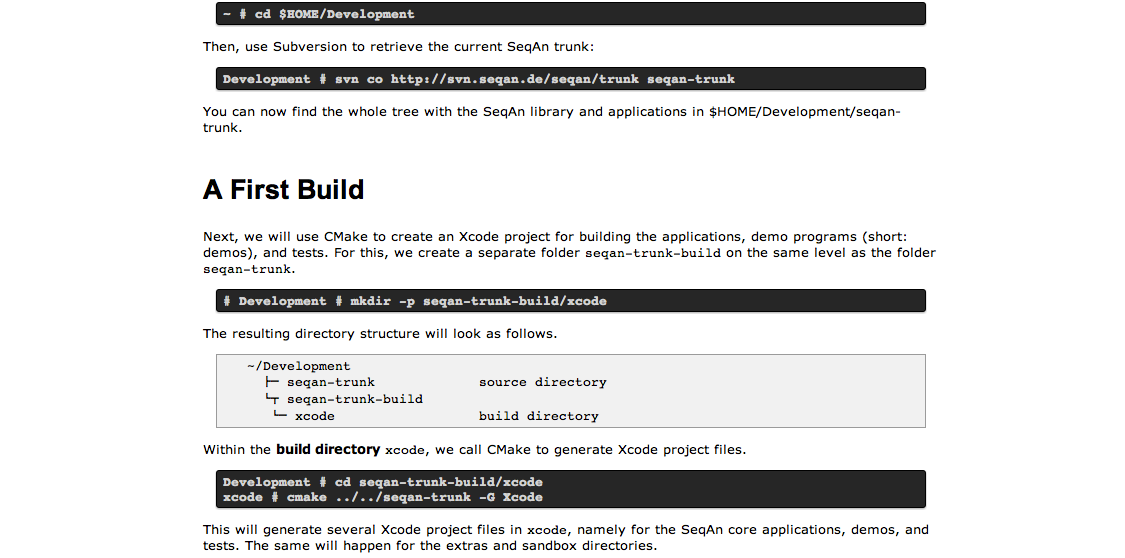 ~ # cd $HOME/Development
Then, use Subversion to retrieve the current SeqAn trunk:
Development # svn co http://svn.seqan.de/seqan/trunk seqan-trunk
You can now find the whole tree with the SeqAn library and applications in $HOME/Development/seqan-
trunk.
A First Build
Next, we will use CMake to create an Xcode project for building the applications, demo programs (short:
demos), and tests. For this, we create a separate folder seqan-trunk-build on the same level as the folder
seqan-trunk.
# Development # mkdir -p seqan-trunk-build/xcode
The resulting directory structure will look as follows.
~/Development
├─ seqan-trunk source directory
└┬ seqan-trunk-build
└─ xcode build directory
Within the build directory xcode, we call CMake to generate Xcode project files.
Development # cd seqan-trunk-build/xcode
xcode # cmake ../../seqan-trunk -G Xcode
This will generate several Xcode project files in xcode, namely for the SeqAn core applications, demos, and
tests. The same will happen for the extras and sandbox directories.